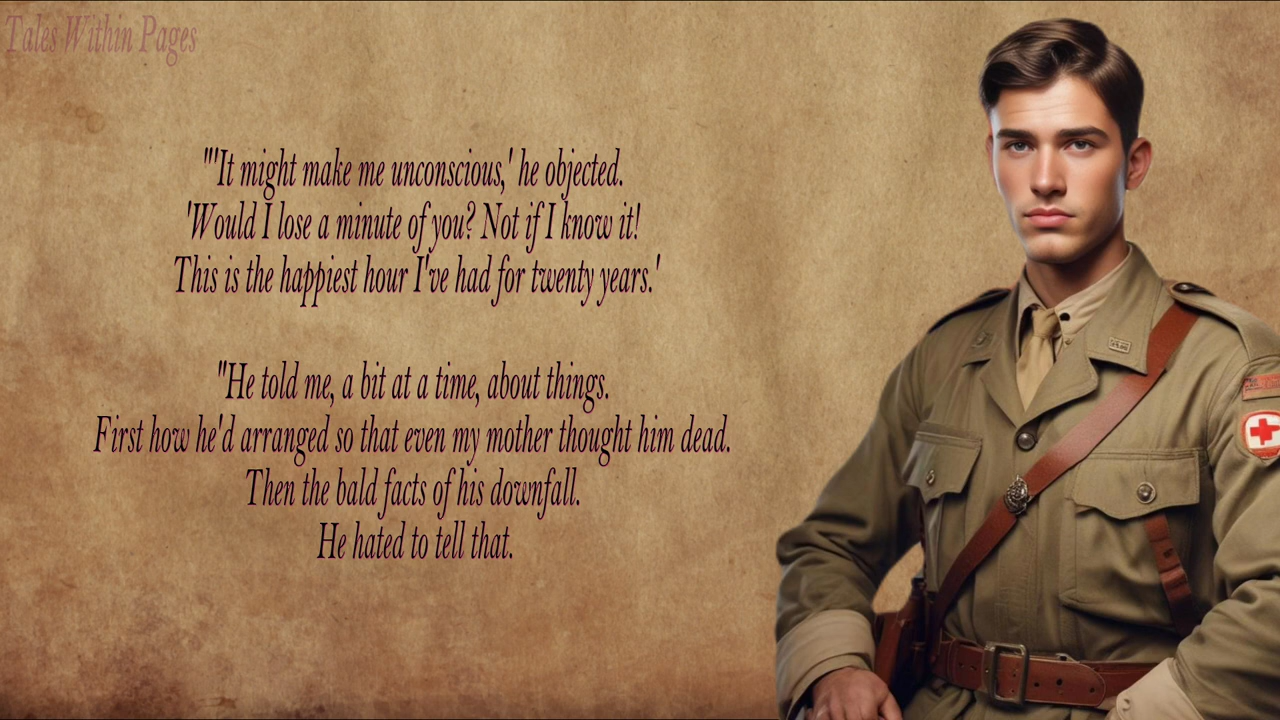 Tales Within Pages
"'It might make me unconscious,' he objected.
'Would I lose a minute of you? Not if I know it!
This is the happiest hour I've had for twenty years.'
"He told me, a bit at a time, about things.
First how he'd arranged so that even my mother thought him dead.
Then the bald facts of his downfall.
He hated to tell that.